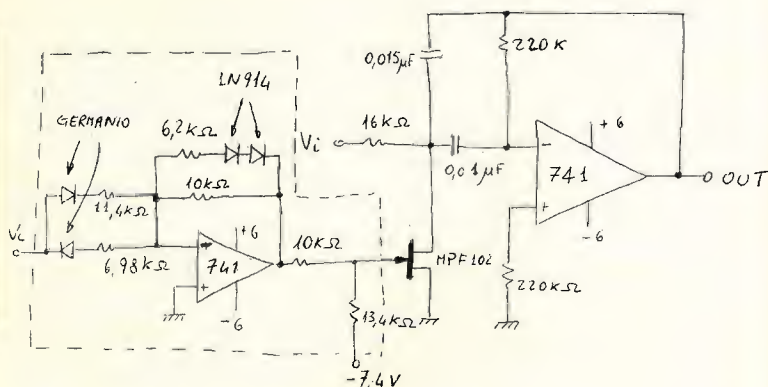 220K
0,015µF
1N914
GERMANIO
6,2kΩ
Vi
16kΩ
+6
-
0,01µF
741
OUT
10kΩ
11,4kΩ
+6
10kΩ
+
-6
Vi
6,98kΩ
741
MPF102
+
-6
220kΩ
13,4kΩ
-7,4V